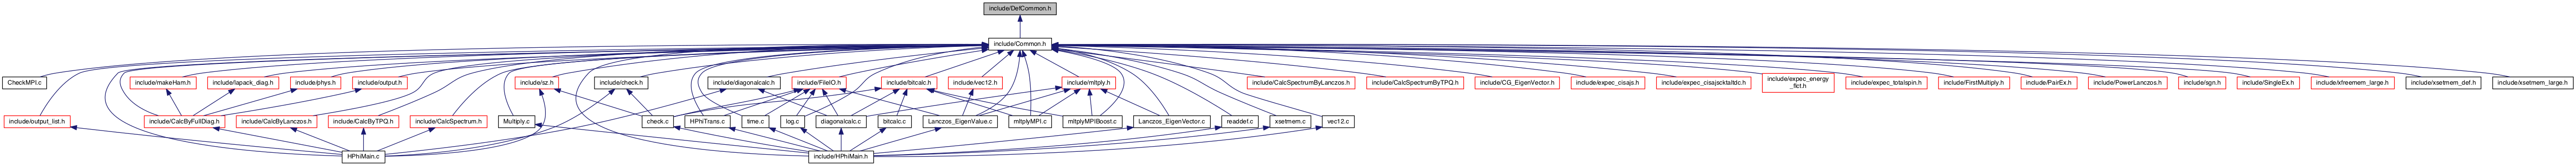 include/DefCommon.h
include/Common.h
CheckMPI.c
include/makeHam.h
include/lapack_diag.h
include/phys.h
include/output.h
include/sz.h
include/check.h
include/diagonalcalc.h
include/FileIO.h
include/bitcalc.h
include/vec12.h
include/mltply.h
include/CalcSpectrumByLanczos.h
include/CalcSpectrumByTPQ.h
include/CG_EigenVector.h
include/expec_cisajs.h
include/expec_cisajscktaltdc.h
include/expec_energy
_flct.h
include/expec_totalspin.h
include/FirstMultiply.h
include/PairEx.h
include/PowerLanczos.h
include/sgn.h
include/SingleEx.h
include/xfreemem_large.h
include/xsetmem_def.h
include/xsetmem_large.h
include/output_list.h
include/CalcByFullDiag.h
include/CalcByLanczos.h
include/CalcByTPQ.h
include/CalcSpectrum.h
Multiply.c
check.c
HPhiTrans.c
time.c
log.c
diagonalcalc.c
bitcalc.c
Lanczos_EigenValue.c
mltplyMPI.c
mltplyMPIBoost.c
Lanczos_EigenVector.c
readdef.c
xsetmem.c
vec12.c
HPhiMain.c
include/HPhiMain.h